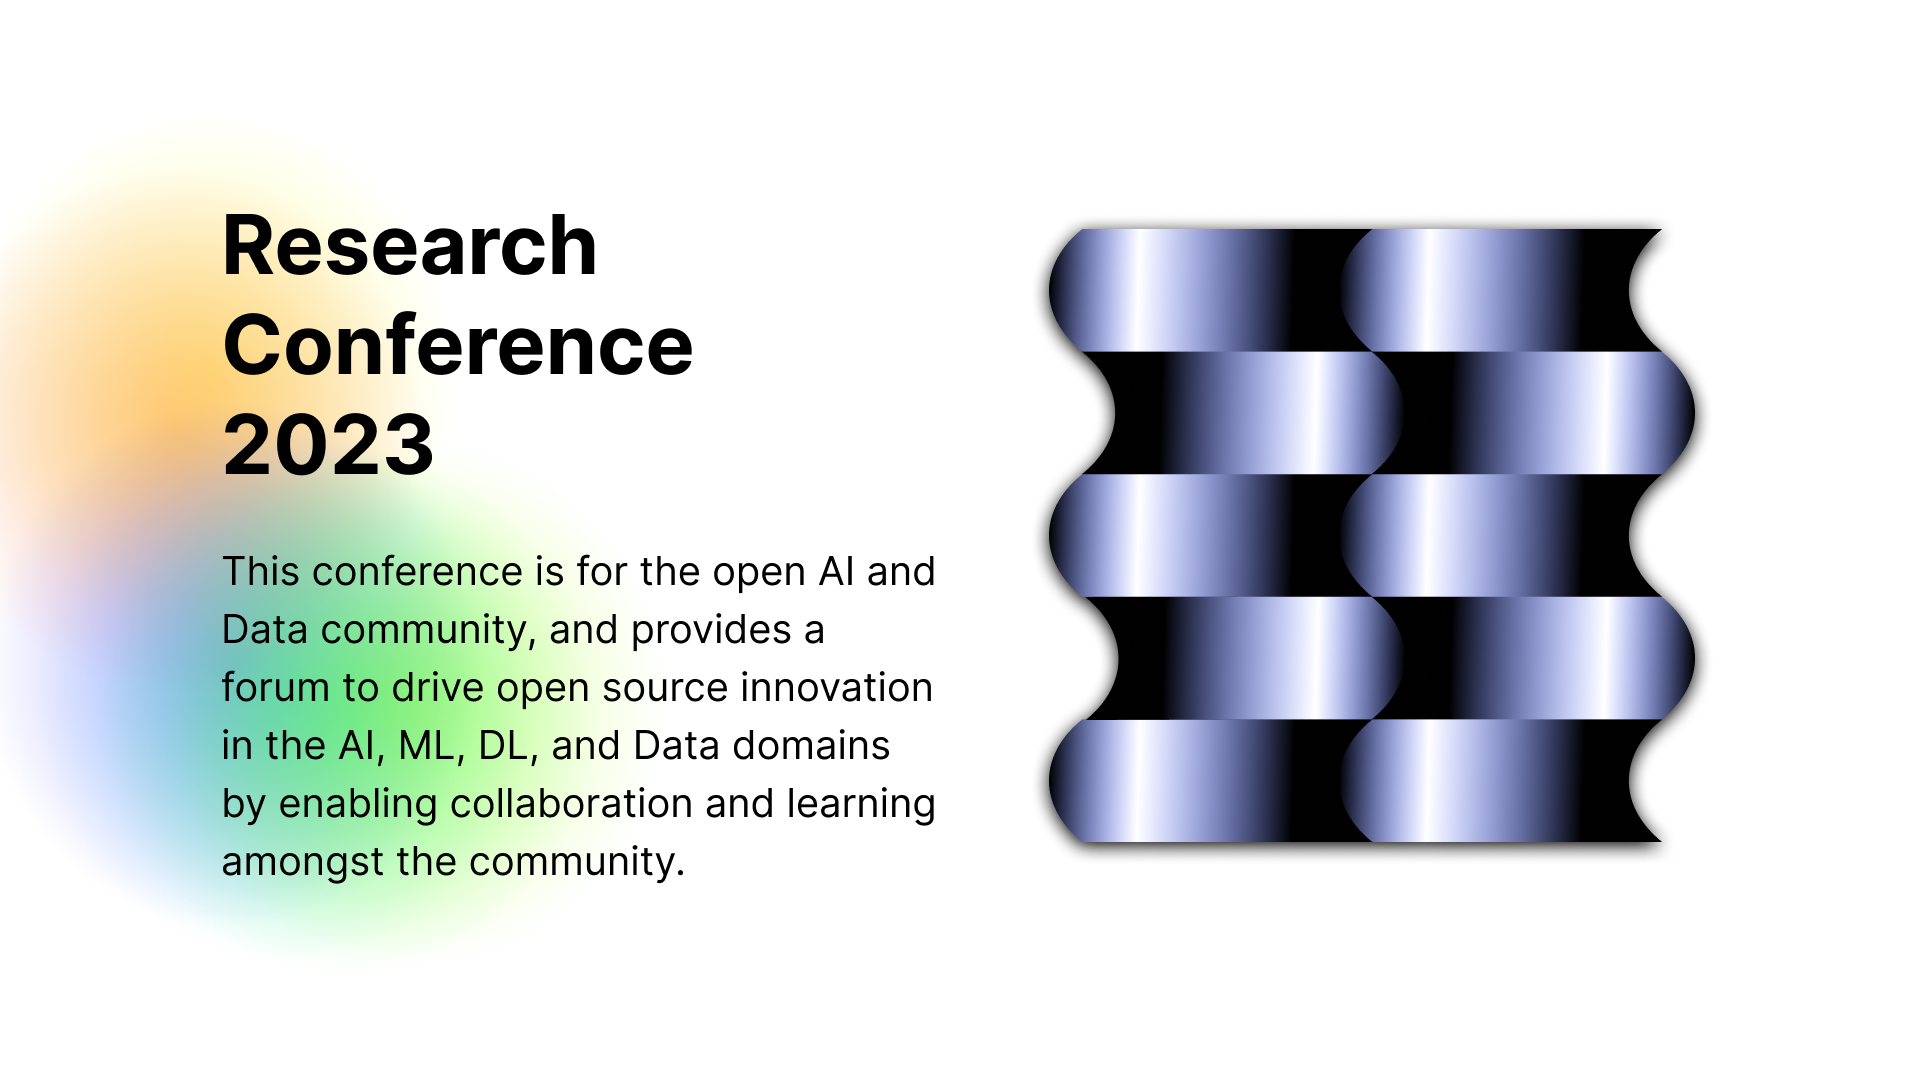 Research
Conference
2023
This conference is for the open AI and
Data community, and provides a
forum to drive open source innovation
in the AI, ML, DL, and Data domains
by enabling collaboration and learning
amongst the community.